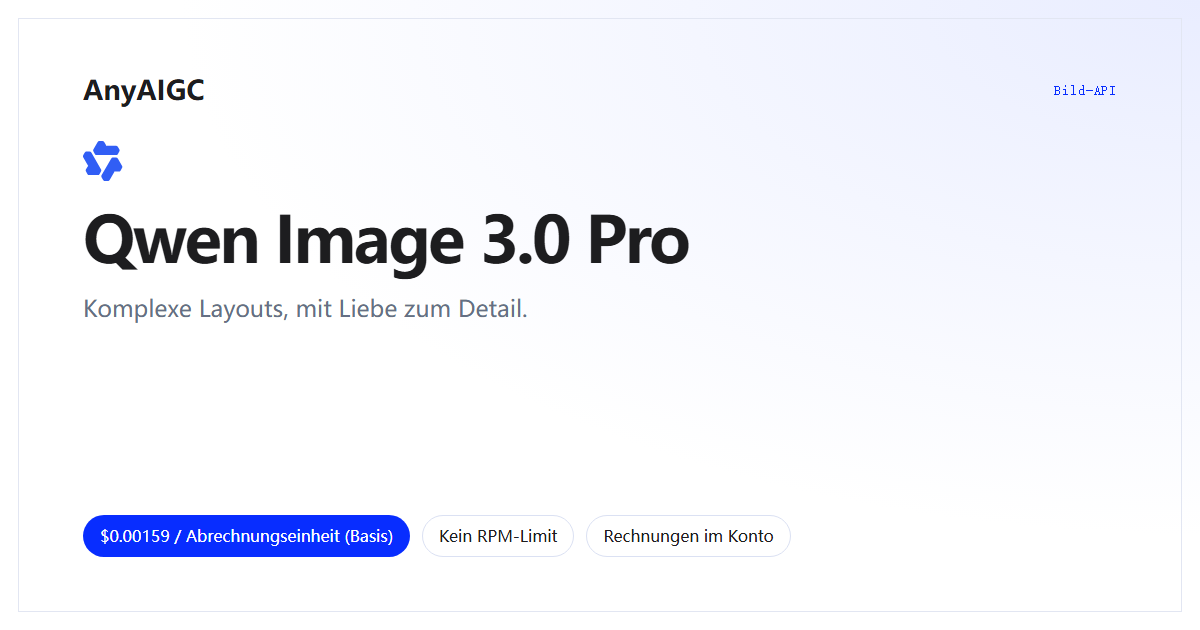 AnyAIGC
Bild-API
Qwen Image 3.0 Pro
Komplexe Layouts, mit Liebe zum Detail.
$0.00159 / Abrechnungseinheit (Basis)
Kein RPM-Limit
Rechnungen im Konto